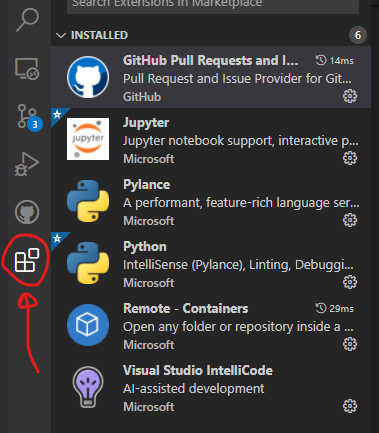 Search Extensions in Marketplace
INSTALLED 6
GitHub Pull Requests and I... 14ms
Pull Request and Issue Provider for Git...
GitHub
Jupyter
Jupyter notebook support, interactive p...
Microsoft
Pylance
A performant, feature-rich language ser...
Microsoft
Python
IntelliSense (Pylance), Linting, Debuggi...
Microsoft
Remote - Containers 29ms
Open any folder or repository inside a ...
Microsoft
Visual Studio IntelliCode
AI-assisted development
Microsoft
3
jupyter